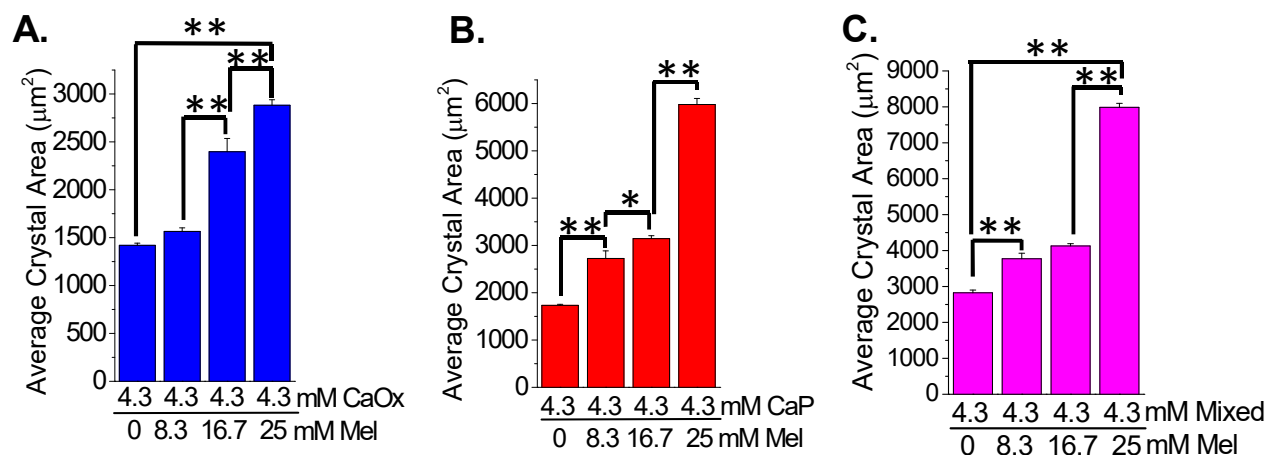 A.
**
**
**
Average Crystal Area (μm²)
3000
2500
2000
1500
1000
500
0
4.3 4.3 4.3 4.3 mM CaOx
0 8.3 16.7 25 mM Mel
B.
**
*
**
Average Crystal Area (μm²)
6000
5000
4000
3000
2000
1000
0
4.3 4.3 4.3 4.3 mM CaP
0 8.3 16.7 25 mM Mel
C.
**
**
**
Average Crystal Area (μm²)
9000
8000
7000
6000
5000
4000
3000
2000
1000
0
4.3 4.3 4.3 4.3 mM Mixed
0 8.3 16.7 25 mM Mel